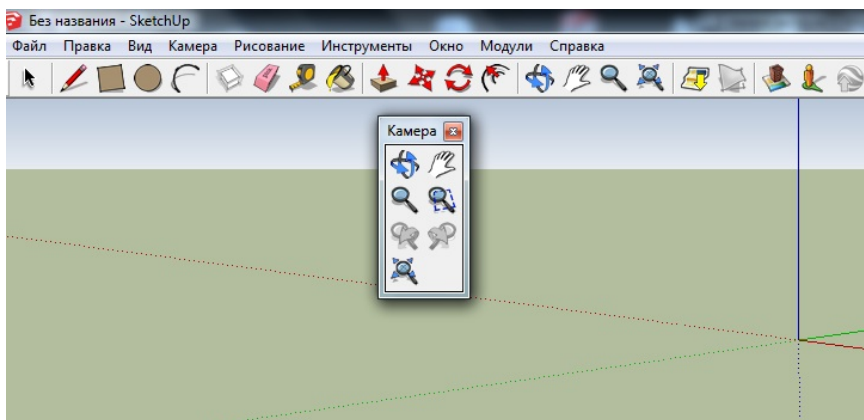 Без названия - SketchUp
Файл Правка Вид Камера Рисование Инструменты Окно Модули Справка
Камера